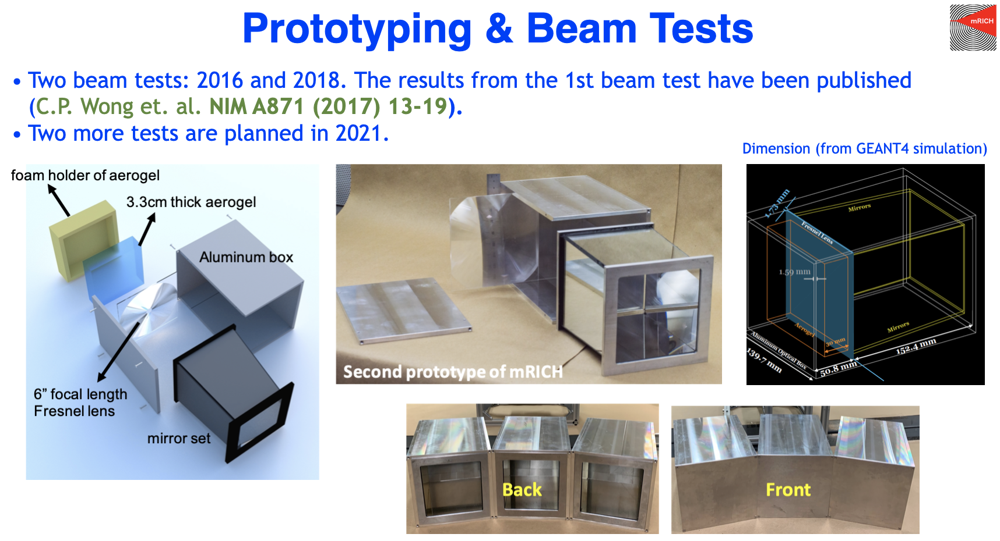 Prototyping & Beam Tests
mRICH
• Two beam tests: 2016 and 2018. The results from the 1st beam test have been published
(C.P. Wong et. al. NIM A871 (2017) 13-19).
• Two more tests are planned in 2021.
Dimension (from GEANT4 simulation)
foam holder of aerogel
3.3cm thick aerogel
Aluminum box
6” focal length
Fresnel lens
mirror set
Second prototype of mRICH
1.73 mm
Mirrors
Fresnel Lens
1.59 mm
Aerogel
30 mm
Mirrors
Aluminum Optical Box
139.7 mm
50.8 mm
152.4 mm
Back
Front